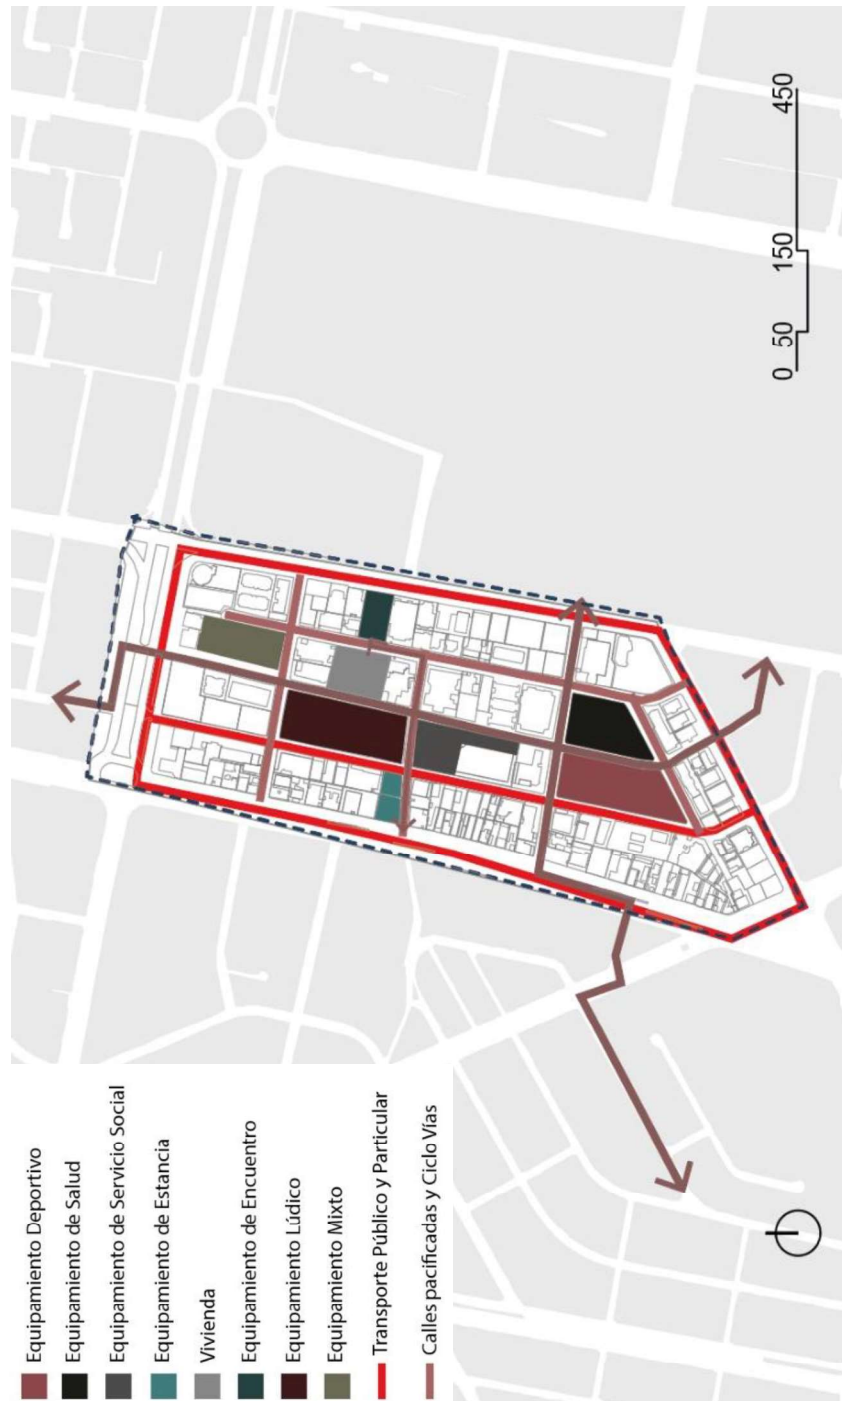 Equipamiento Deportivo
Equipamiento de Salud
Equipamiento de Servicio Social
Equipamiento de Estancia
Vivienda
Equipamiento de Encuentro
Equipamiento Lúdico
Equipamiento Mixto
Transporte Público y Particular
Calles pacificadas y Ciclo Vías
0 50 150 450